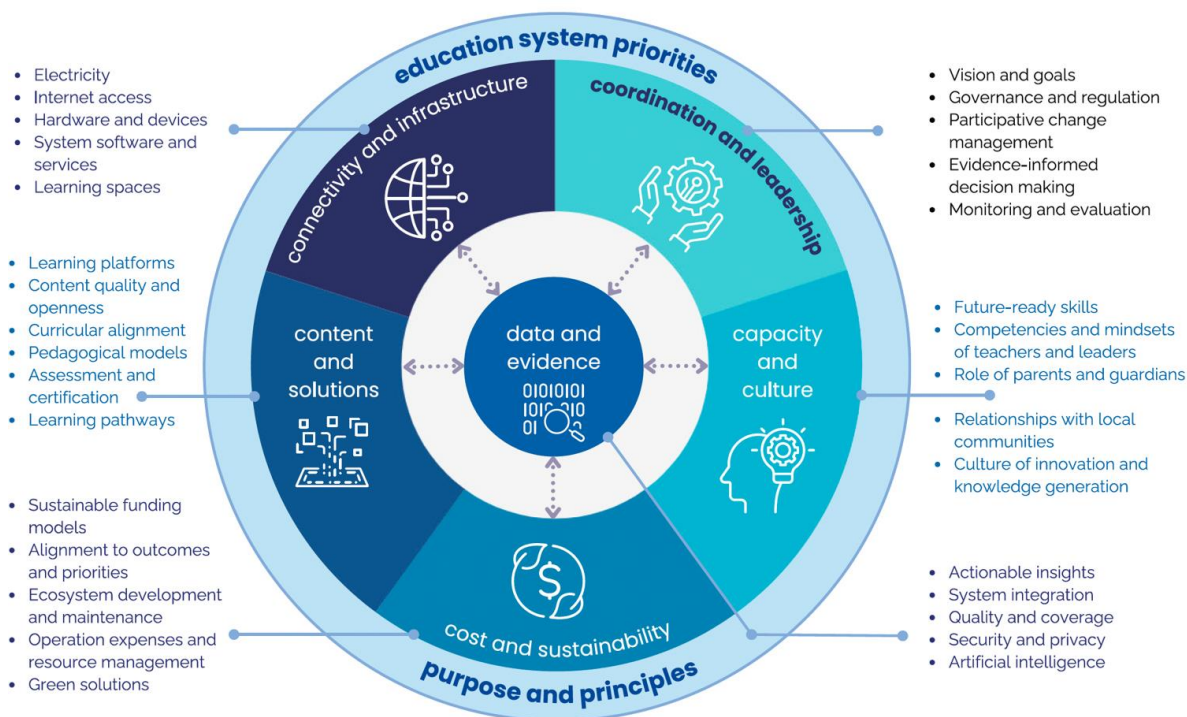 education system priorities
• Electricity
• Internet access
• Hardware and devices
• System software and
services
• Learning spaces
connectivity and infrastructure
coordination and leadership
• Vision and goals
• Governance and regulation
• Participative change
management
• Evidence-informed
decision making
• Monitoring and evaluation
• Learning platforms
• Content quality and
openness
• Curricular alignment
• Pedagogical models
• Assessment and
certification
• Learning pathways
content
and
solutions
data and
evidence
01010101
capacity
and
culture
• Future-ready skills
• Competencies and mindsets
of teachers and leaders
• Role of parents and guardians
• Relationships with local
communities
• Culture of innovation and
knowledge generation
• Sustainable funding
models
• Alignment to outcomes
and priorities
• Ecosystem development
and maintenance
• Operation expenses and
resource management
• Green solutions
$
cost and sustainability
• Actionable insights
• System integration
• Quality and coverage
• Security and privacy
• Artificial intelligence
purpose and principles